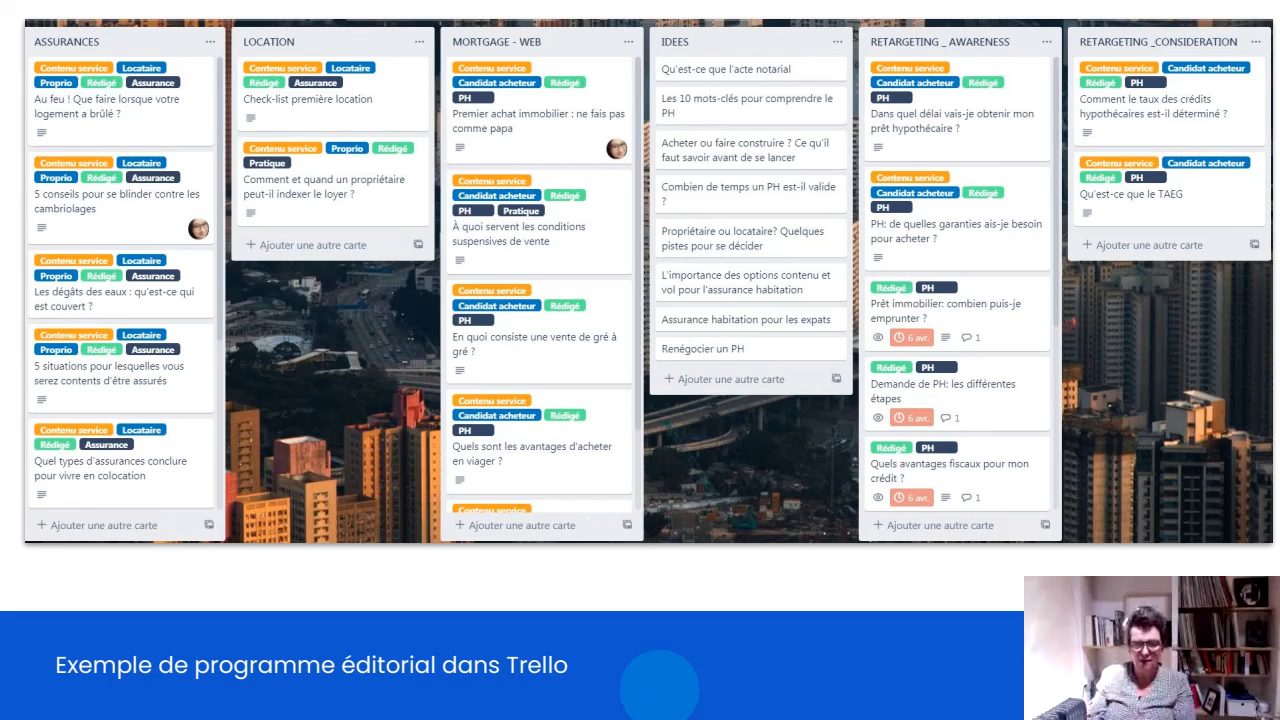 ASSURANCES
Contenu service Locataire
Proprio Rédigé Assurance
Au feu ! Que faire lorsque votre
logement a brûlé ?
Contenu service Locataire
Proprio Rédigé Assurance
5 conseils pour se blinder contre les
cambriolages
Contenu service Locataire
Proprio Rédigé Assurance
Les dégâts des eaux : qu'est-ce qui
est couvert ?
Contenu service Locataire
Proprio Rédigé Assurance
5 situations pour lesquelles vous
serez contents d'être assurés
Contenu service Locataire
Rédigé Assurance
Quel types d'assurances conclure
pour vivre en colocation
+ Ajouter une autre carte
LOCATION
Contenu service Locataire
Rédigé Assurance
Check-list première location
Contenu service Proprio Rédigé
Pratique
Comment et quand un propriétaire
peut-il indexer le loyer ?
+ Ajouter une autre carte
MORTGAGE - WEB
Contenu service
Candidat acheteur Rédigé
PH
Premier achat immobilier : ne fais pas
comme papa
Contenu service
Candidat acheteur Rédigé
PH Pratique
À quoi servent les conditions
suspensives de vente
Contenu service
Candidat acheteur Rédigé
PH
En quoi consiste une vente de gré à
gré ?
Contenu service
Candidat acheteur Rédigé
PH
Quels sont les avantages d'acheter
en viager ?
Contenu service
+ Ajouter une autre carte
IDEES
Qu'est-ce que l'acte notarial
Les 10 mots-clés pour comprendre le
PH
Acheter ou faire construire ? Ce qu'il
faut savoir avant de se lancer
Combien de temps un PH est-il valide
?
Propriétaire ou locataire? Quelques
pistes pour se décider
L'importance des options contenu et
vol pour l'assurance habitation
Assurance habitation pour les expats
Renégocier un PH
+ Ajouter une autre carte
RETARGETING _ AWARENESS
Contenu service
Candidat acheteur Rédigé
PH
Dans quel délai vais-je obtenir mon
prêt hypothécaire ?
Contenu service
Candidat acheteur Rédigé
PH
PH: de quelles garanties ais-je besoin
pour acheter ?
Rédigé PH
Prêt immobilier: combien puis-je
emprunter ?
6 avr. 1
Rédigé PH
Demande de PH: les différentes
étapes
6 avr. 1
Rédigé PH
Quels avantages fiscaux pour mon
crédit ?
6 avr. 1
+ Ajouter une autre carte
RETARGETING _CONSIDERATION
Contenu service Candidat acheteur
Rédigé PH
Comment le taux des crédits
hypothécaires est-il déterminé ?
Contenu service Candidat acheteur
Rédigé PH
Qu'est-ce que le TAEG
+ Ajouter une autre carte
Exemple de programme éditorial dans Trello